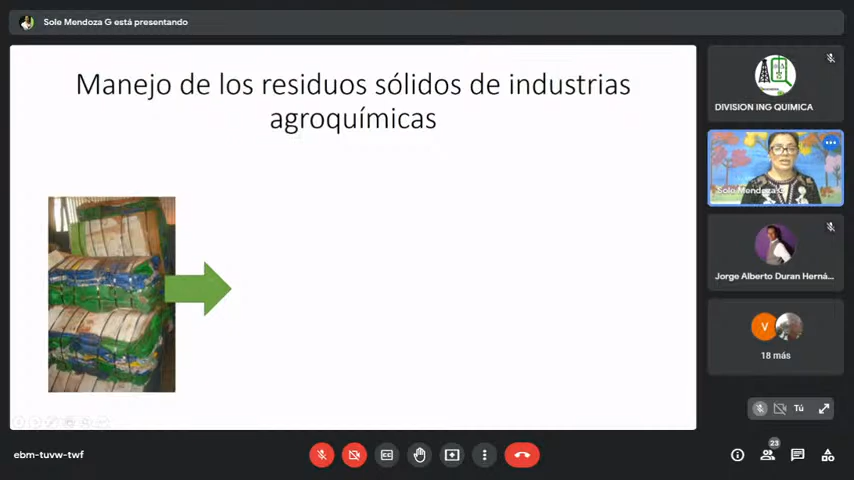 Sole Mendoza G está presentando
Manejo de los residuos sólidos de industrias
agroquímicas
DIVISION ING QUIMICA
Sole Mendoza G
Jorge Alberto Duran Herná...
V
18 más
Tú
ebm-tuvw-twf
23